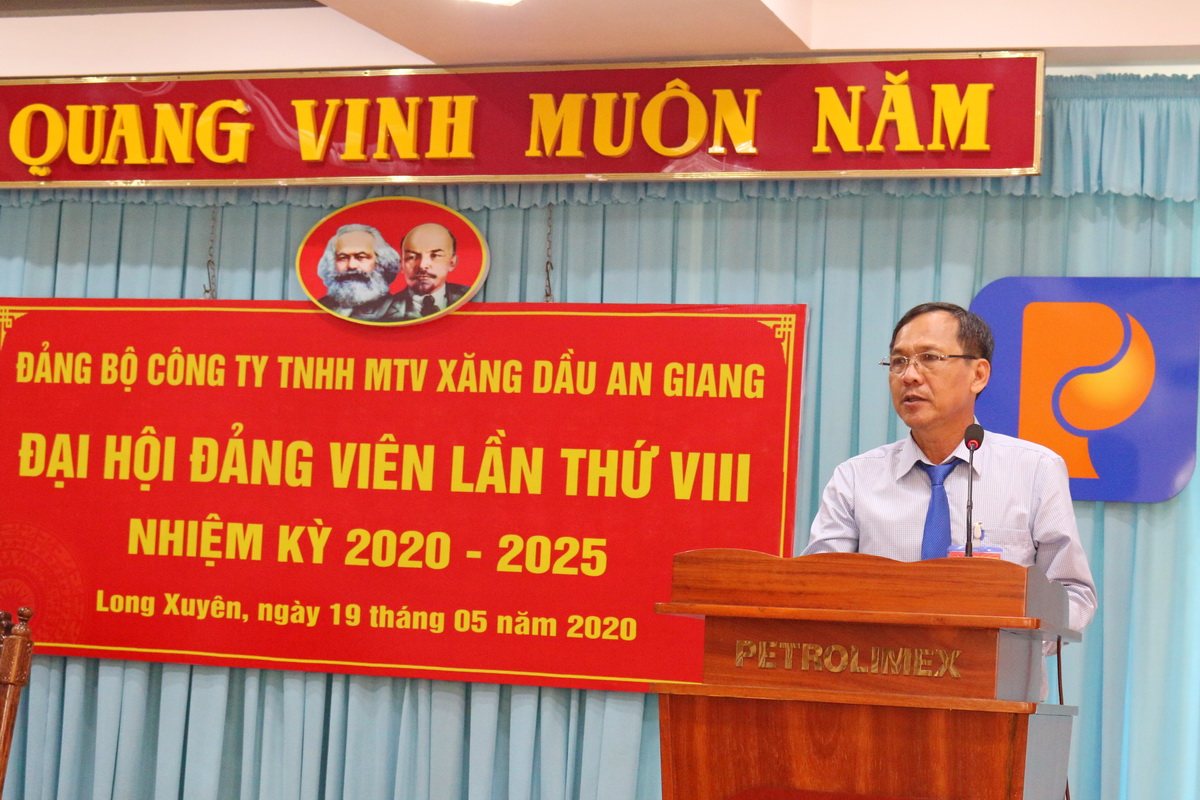 QUANG VINH MUÔN NĂM
ĐẢNG BỘ CÔNG TY TNHH MTV XĂNG DẦU AN GIANG
ĐẠI HỘI ĐẢNG VIÊN LẦN THỨ VIII
NHIỆM KỲ 2020 - 2025
Long Xuyên, ngày 19 tháng 05 năm 2020
PETROLIMEX